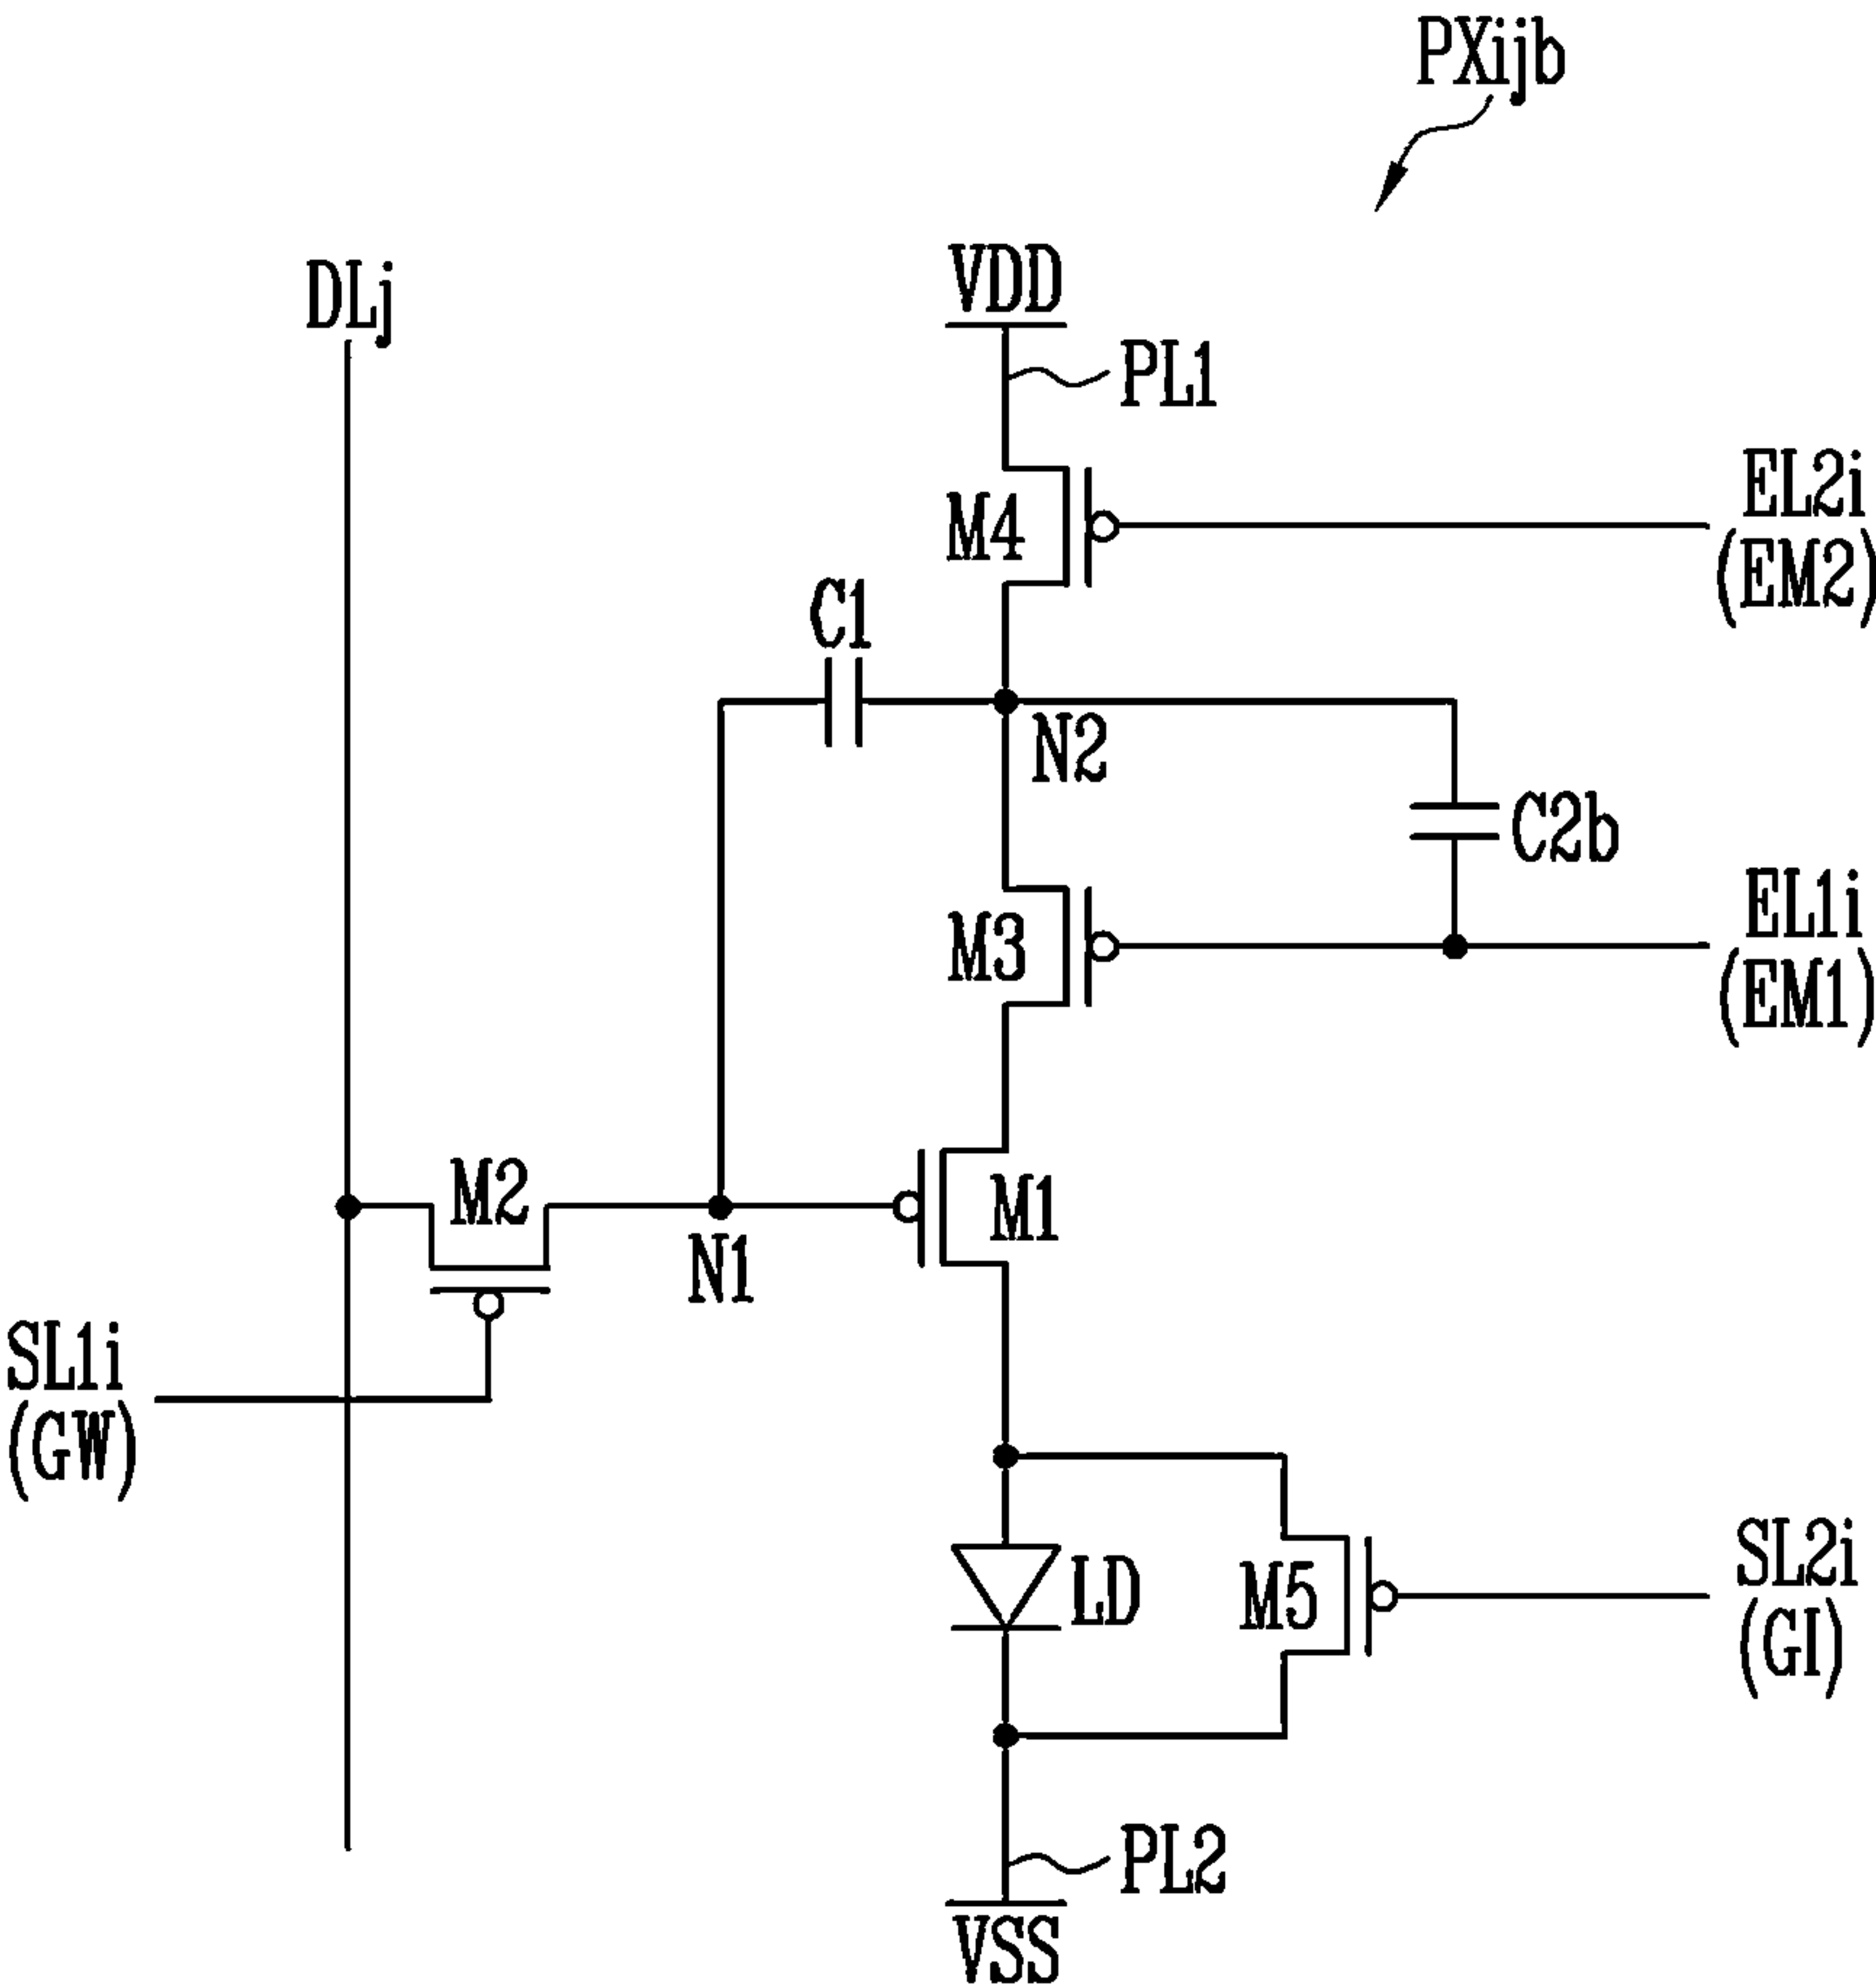 PXijb
DLj
VDD
PL1
EL2i
(EM2)
M4
C1
N2
C2b
EL1i
(EM1)
M3
M2
M1
N1
SL1i
(GW)
LD
M5
SL2i
(GI)
PL2
VSS